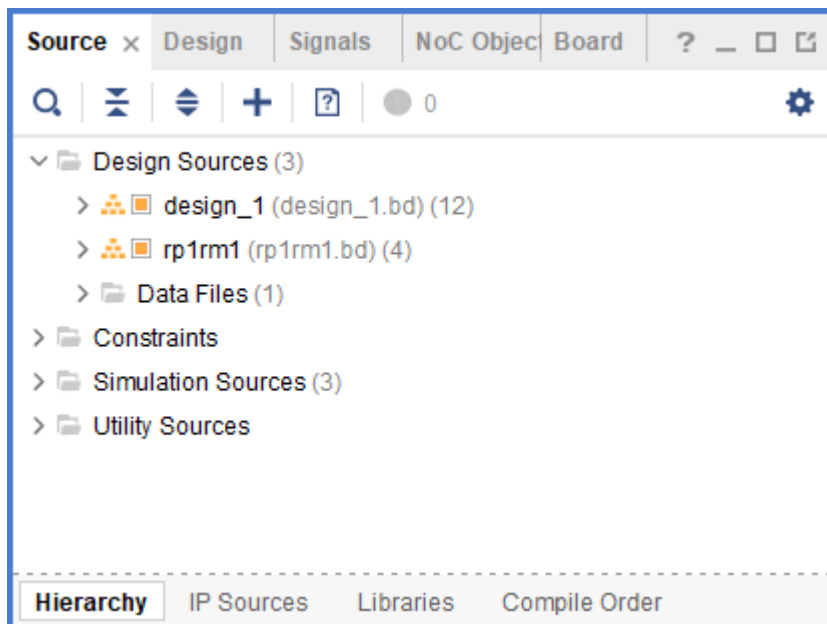 Source Design Signals NoC Objec Board ?
? 0
Design Sources (3)
design_1 (design_1.bd) (12)
rp1rm1 (rp1rm1.bd) (4)
Data Files (1)
Constraints
Simulation Sources (3)
Utility Sources
Hierarchy IP Sources Libraries Compile Order